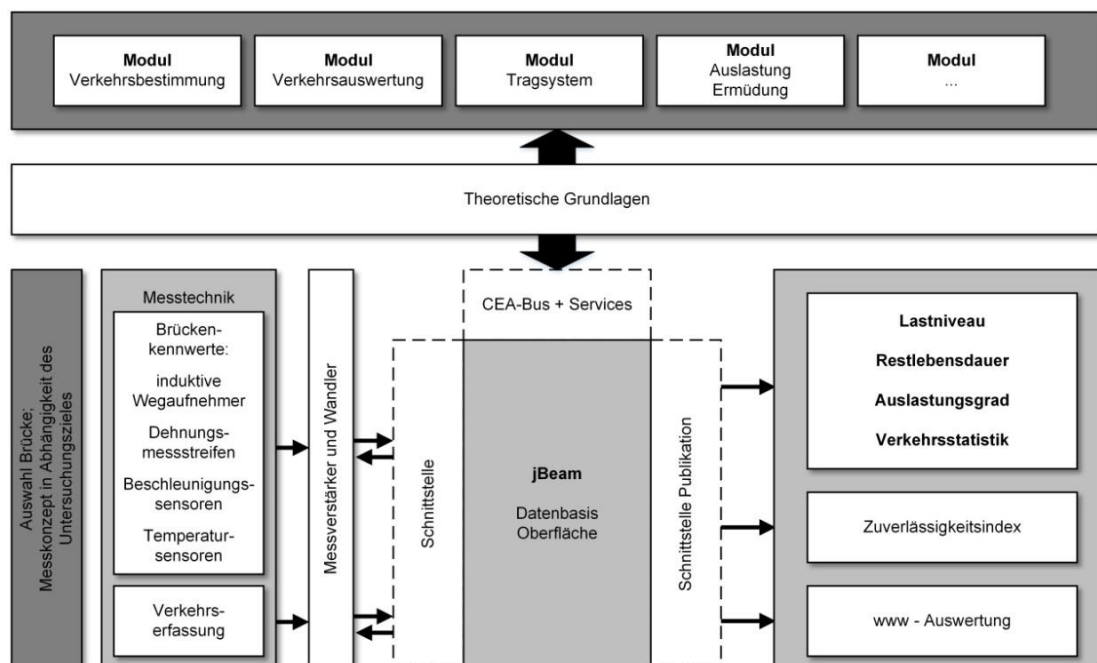 Modul
Verkehrsbestimmung
Modul
Verkehrsauswertung
Modul
Tragsystem
Modul
Auslastung
Ermüdung
Modul
...
Theoretische Grundlagen
Auswahl Brücke;
Messkonzept in Abhängigkeit des
Untersuchungszieles
Messtechnik
Brücken-
kennwerte:
induktive
Wegaufnehmer
Dehnungs-
messstreifen
Beschleunigungs-
sensoren
Temperatur-
sensoren
Verkehrs-
erfassung
Messverstärker und Wandler
Schnittstelle
CEA-Bus + Services
jBeam
Datenbasis
Oberfläche
Schnittstelle Publikation
Lastniveau
Restlebensdauer
Auslastungsgrad
Verkehrsstatistik
Zuverlässigkeitsindex
www - Auswertung